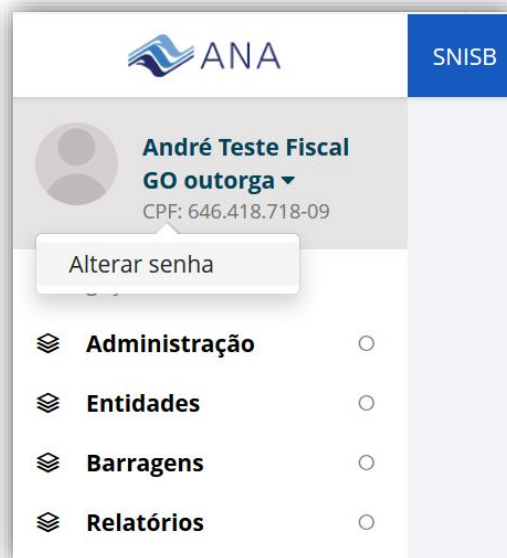 ANA
SNISB
André Teste Fiscal
GO outorga
CPF: 646.418.718-09
Alterar senha
Administração
Entidades
Barragens
Relatórios